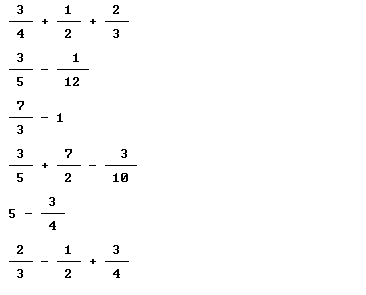 3/4 + 1/2 + 2/3
3/5 - 1/12
7/3 - 1
3/5 + 7/2 - 3/10
5 - 3/4
2/3 - 1/2 + 3/4